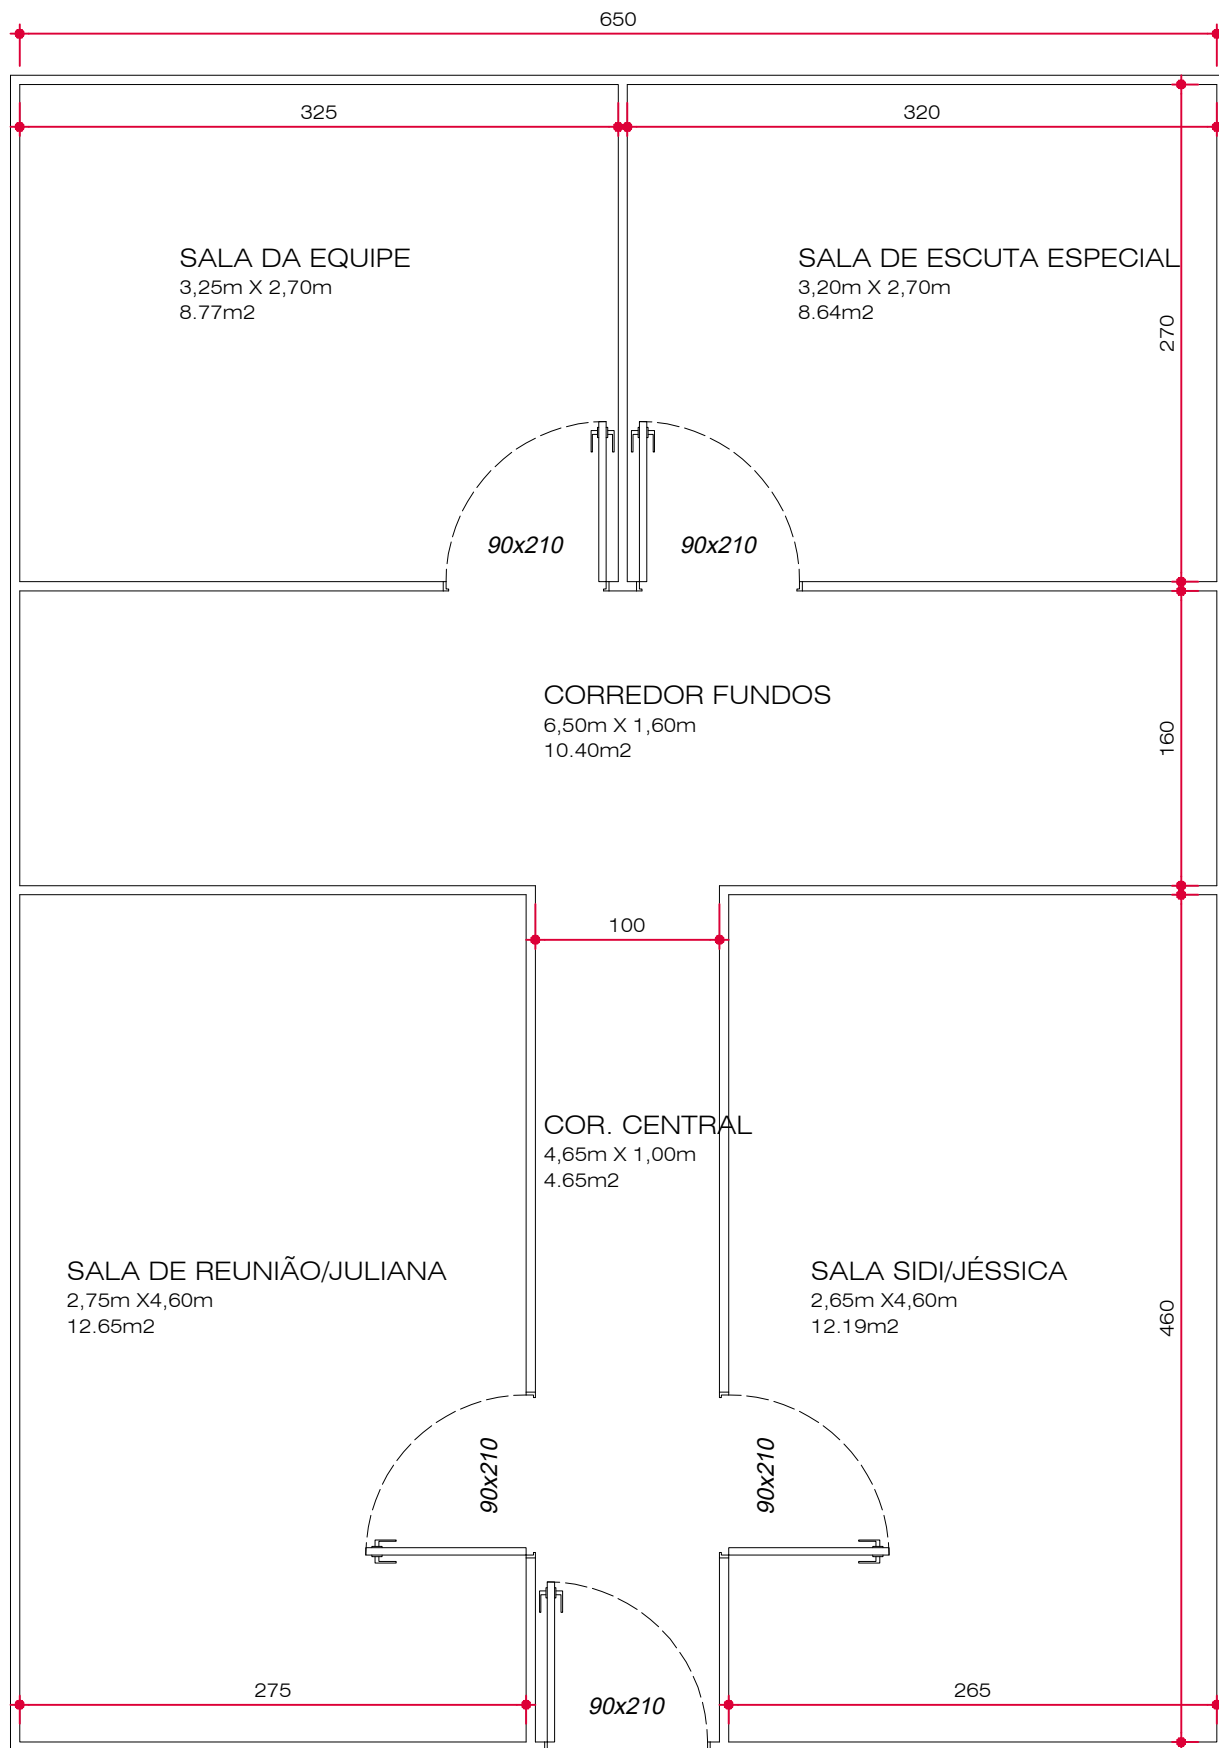 650
325
320
SALA DA EQUIPE
3,25m X 2,70m
8.77m2
SALA DE ESCUTA ESPECIAL
3,20m X 2,70m
8.64m2
270
90x210
90x210
CORREDOR FUNDOS
6,50m X 1,60m
10.40m2
160
100
COR. CENTRAL
4,65m X 1,00m
4.65m2
SALA DE REUNIÃO/JULIANA
2,75m X4,60m
12.65m2
SALA SIDI/JÉSSICA
2,65m X4,60m
12.19m2
460
90x210
90x210
275
90x210
265